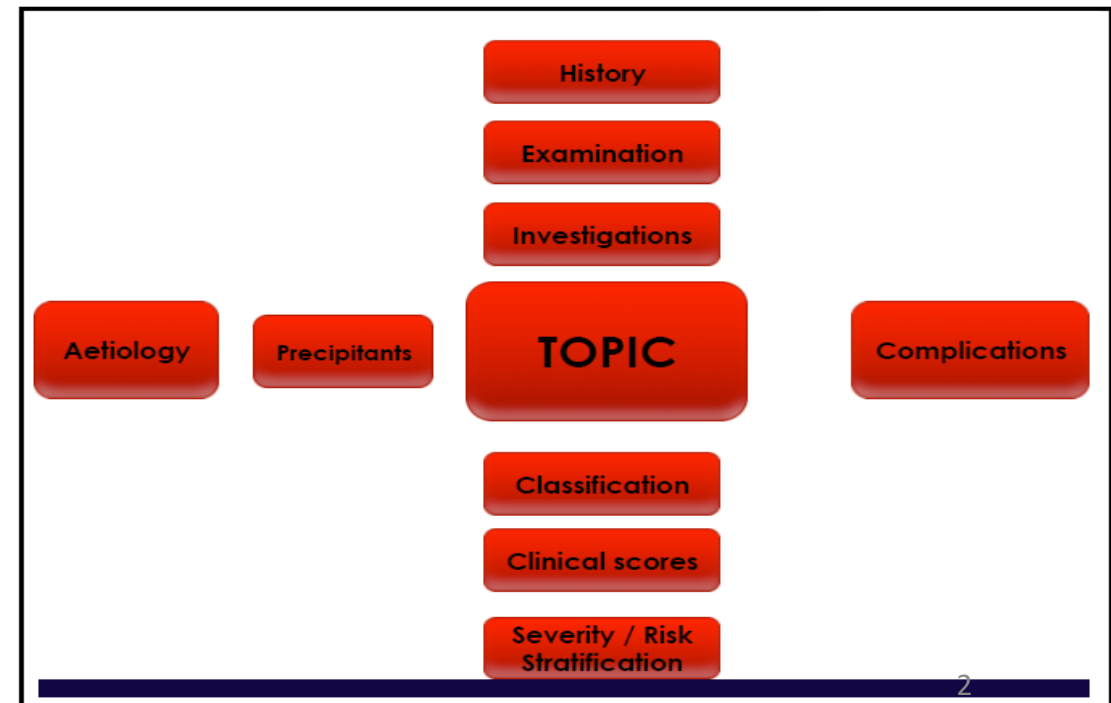 History
Examination
Investigations
Aetiology
Precipitants
TOPIC
Complications
Classification
Clinical scores
Severity / Risk
Stratification
2